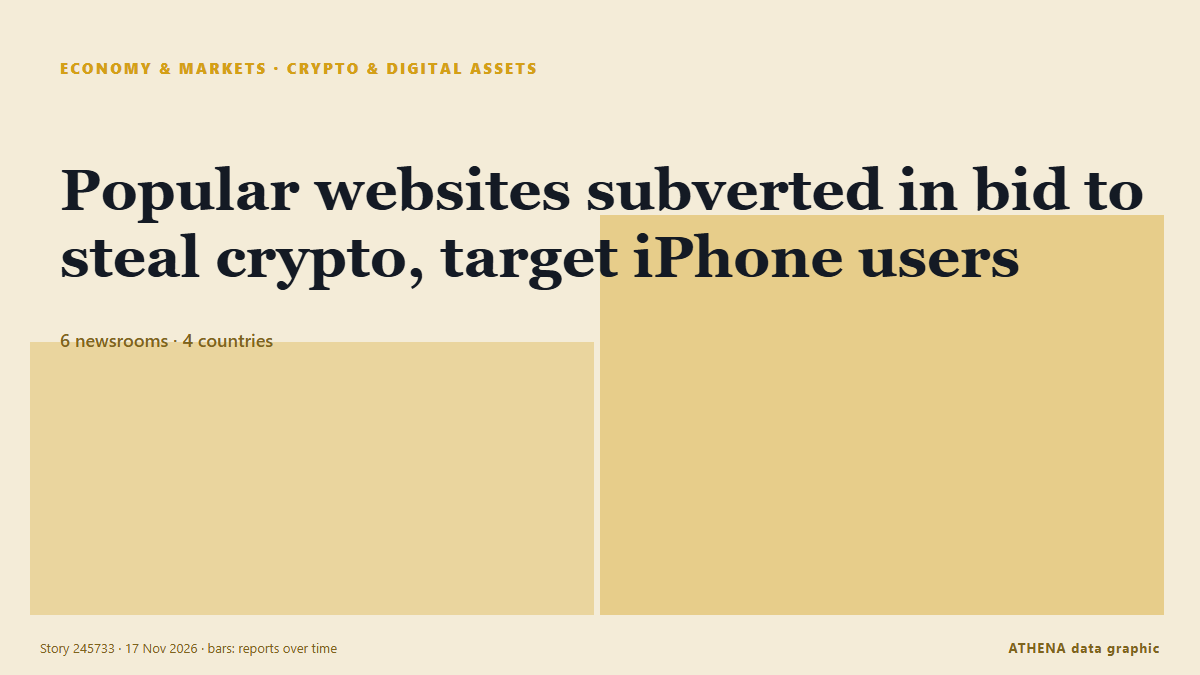 ECONOMY & MARKETS · CRYPTO & DIGITAL ASSETS
Popular websites subverted in bid to
steal crypto, target iPhone users
6 newsrooms · 4 countries
Story 245733 · 17 Nov 2026 · bars: reports over time
ATHENA data graphic